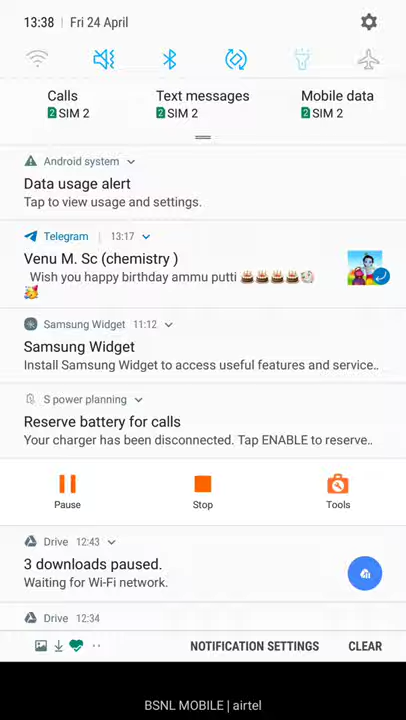 13:38 | Fri 24 April
Calls Text messages Mobile data
2 SIM 2 2 SIM 2 2 SIM 2
Android system
Data usage alert
Tap to view usage and settings.
Telegram | 13:17
Venu M. Sc (chemistry )
Wish you happy birthday ammu putti 🎂🎂🎂🎂
Samsung Widget 11:12
Samsung Widget
Install Samsung Widget to access useful features and service..
S power planning
Reserve battery for calls
Your charger has been disconnected. Tap ENABLE to reserve..
Pause Stop Tools
Drive 12:43
3 downloads paused.
Waiting for Wi-Fi network.
Drive 12:34
NOTIFICATION SETTINGS CLEAR
BSNL MOBILE | airtel